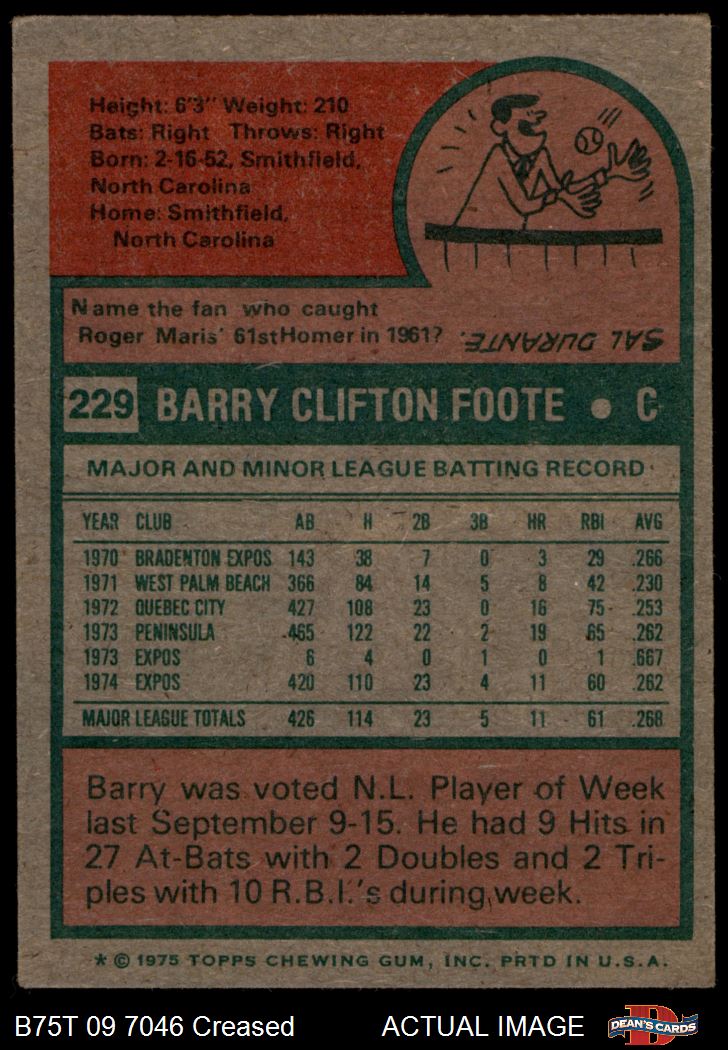 Height: 6'3" Weight: 210
Bats: Right Throws: Right
Born: 2-16-52, Smithfield,
North Carolina
Home: Smithfield,
North Carolina
Name the fan who caught
Roger Maris' 61st Homer in 1961?
SAL DURANTE.
229 BARRY CLIFTON FOOTE • C
MAJOR AND MINOR LEAGUE BATTING RECORD
YEAR CLUB AB H 2B 3B HR RBI AVG
1970 BRADENTON EXPOS 143 38 7 0 3 29 .266
1971 WEST PALM BEACH 366 84 14 5 8 42 .230
1972 QUEBEC CITY 427 108 23 0 16 75 .253
1973 PENINSULA 465 122 22 2 19 65 .262
1973 EXPOS 6 4 0 1 0 1 .667
1974 EXPOS 420 110 23 4 11 60 .262
MAJOR LEAGUE TOTALS 426 114 23 5 11 61 .268
Barry was voted N.L. Player of Week
last September 9-15. He had 9 Hits in
27 At-Bats with 2 Doubles and 2 Tri-
ples with 10 R.B.I.'s during week.
* © 1975 TOPPS CHEWING GUM, INC. PRTD IN U.S.A.
B75T 09 7046 Creased ACTUAL IMAGE
DEAN'S CARDS